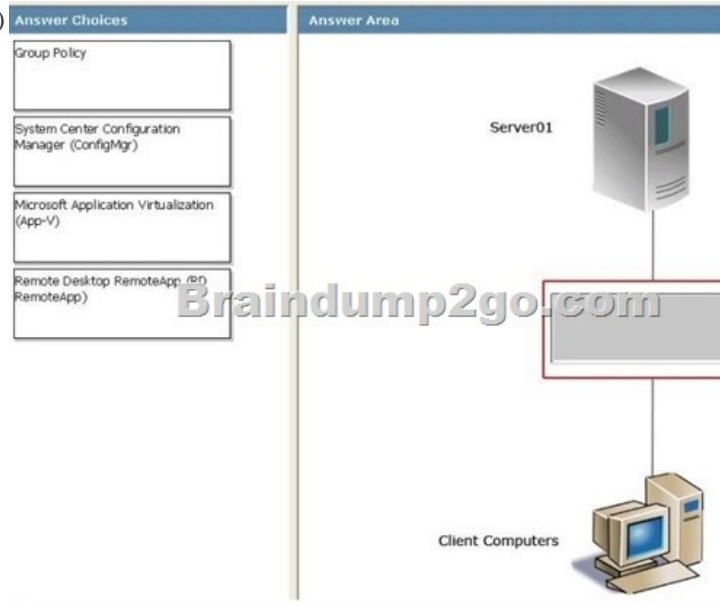 ) Answer Choices
Answer Area
Group Policy
System Center Configuration
Manager (ConfigMgr)
Microsoft Application Virtualization
(App-V)
Remote Desktop RemoteApp (RD
RemoteApp)
Server01
Braindump2go.com
Client Computers